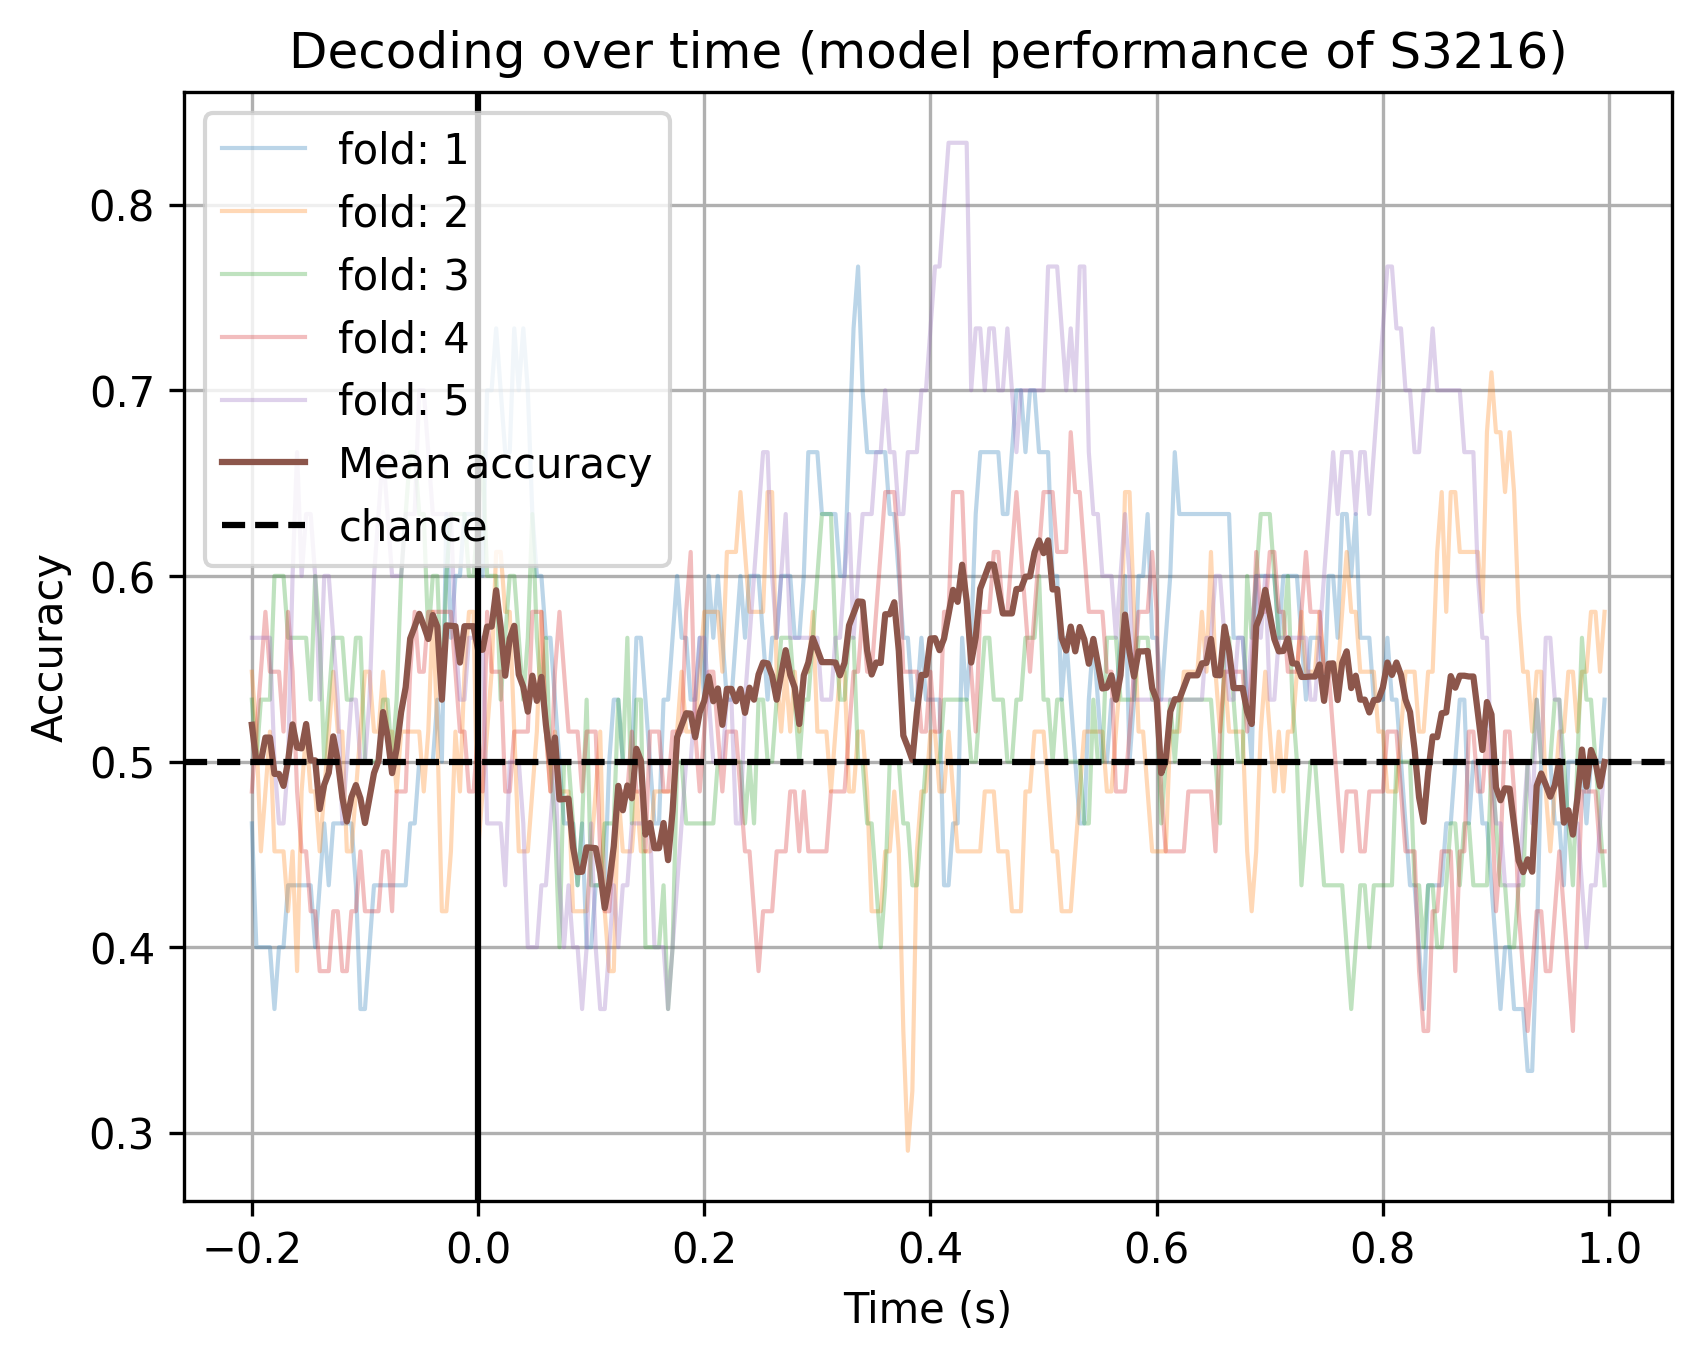 Decoding over time (model performance of S3216)
fold: 1
fold: 2
fold: 3
fold: 4
fold: 5
Mean accuracy
chance
Accuracy
0.8
0.7
0.6
0.5
0.4
0.3
−0.2 0.0 0.2 0.4 0.6 0.8 1.0
Time (s)